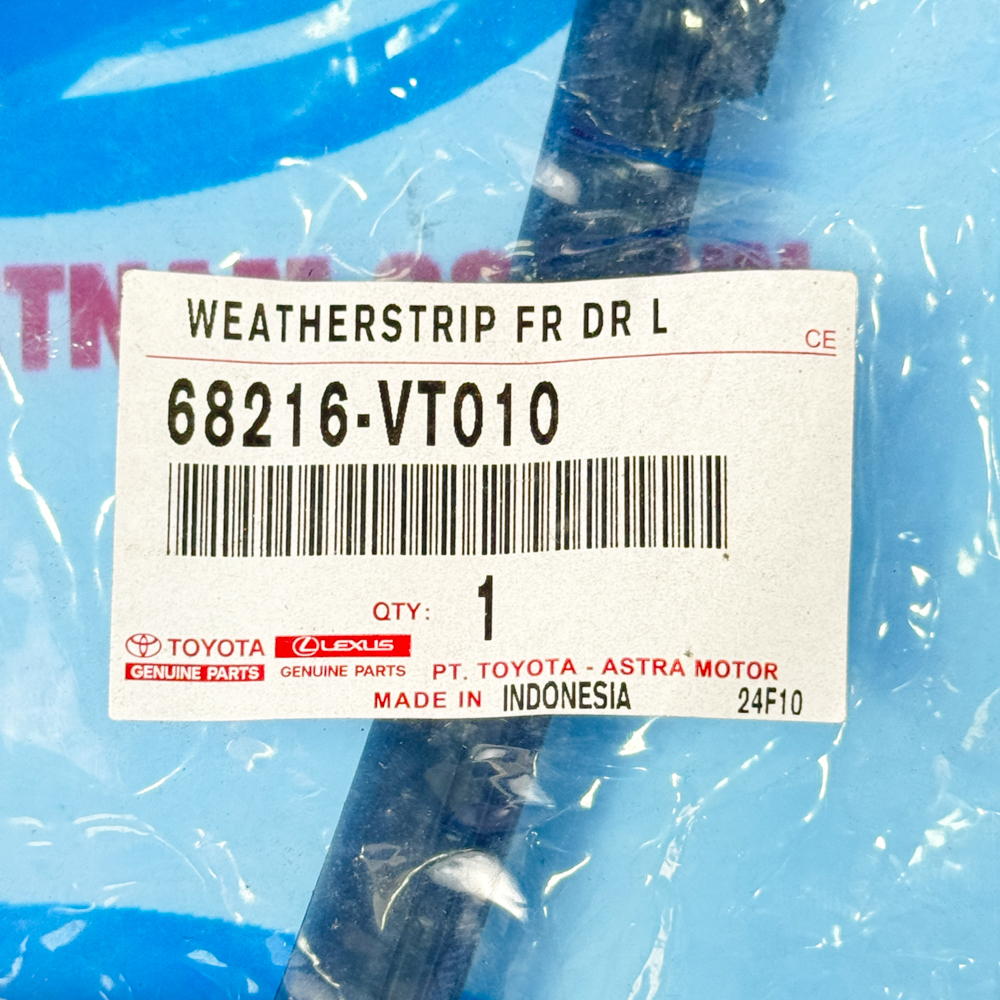 WEATHERSTRIP FR DR L
CE
68216-VT010
QTY: 1
TOYOTA LEXUS
GENUINE PARTS GENUINE PARTS PT. TOYOTA - ASTRA MOTOR
MADE IN INDONESIA 24F10